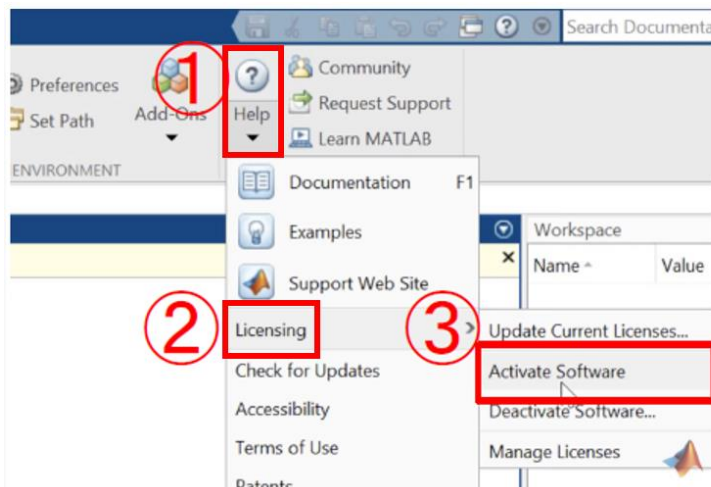 Search Documenta
①
Preferences
Set Path
Add-Ons
Help
Community
Request Support
Learn MATLAB
ENVIRONMENT
Documentation F1
Examples
Support Web Site
② Licensing
Check for Updates
Accessibility
Terms of Use
Patents
Workspace
Name Value
③
Update Current Licenses...
Activate Software
Deactivate Software...
Manage Licenses